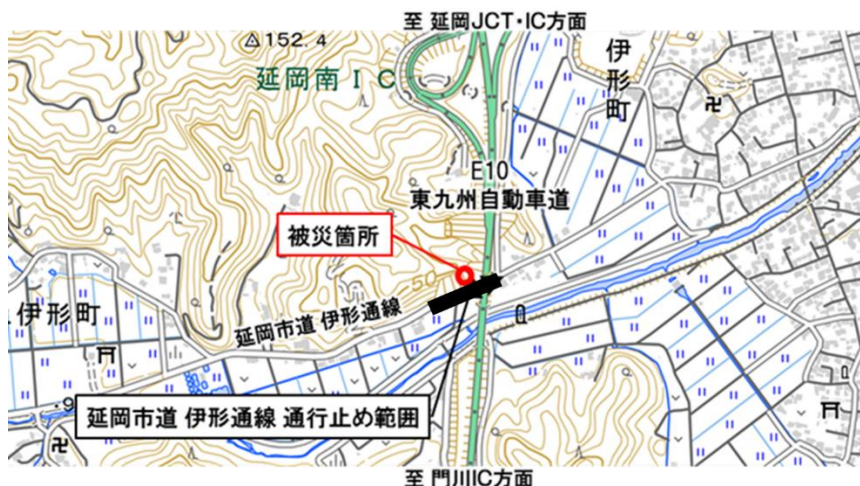 至 延岡JCT・IC方面
152.4
延岡南IC
伊形町
E10
東九州自動車道
被災箇所
50
延岡市道 伊形通線
伊形町
延岡市道 伊形通線 通行止め範囲
至 門川IC方面